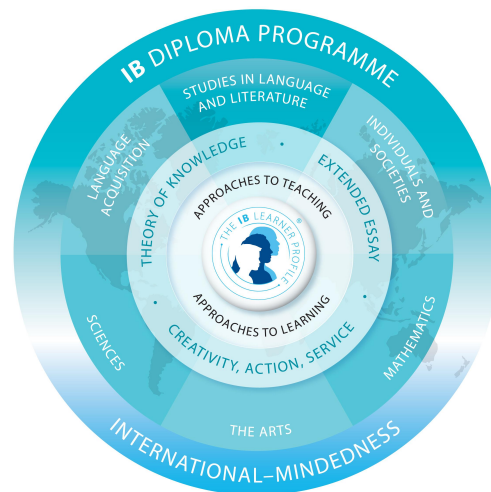 IB DIPLOMA PROGRAMME
STUDIES IN LANGUAGE
AND LITERATURE
LANGUAGE
ACQUISITION
INDIVIDUALS AND
SOCIETIES
THEORY OF KNOWLEDGE
EXTENDED ESSAY
APPROACHES TO TEACHING
THE IB LEARNER PROFILE ®
APPROACHES TO LEARNING
CREATIVITY, ACTION, SERVICE
SCIENCES
MATHEMATICS
THE ARTS
INTERNATIONAL–MINDEDNESS